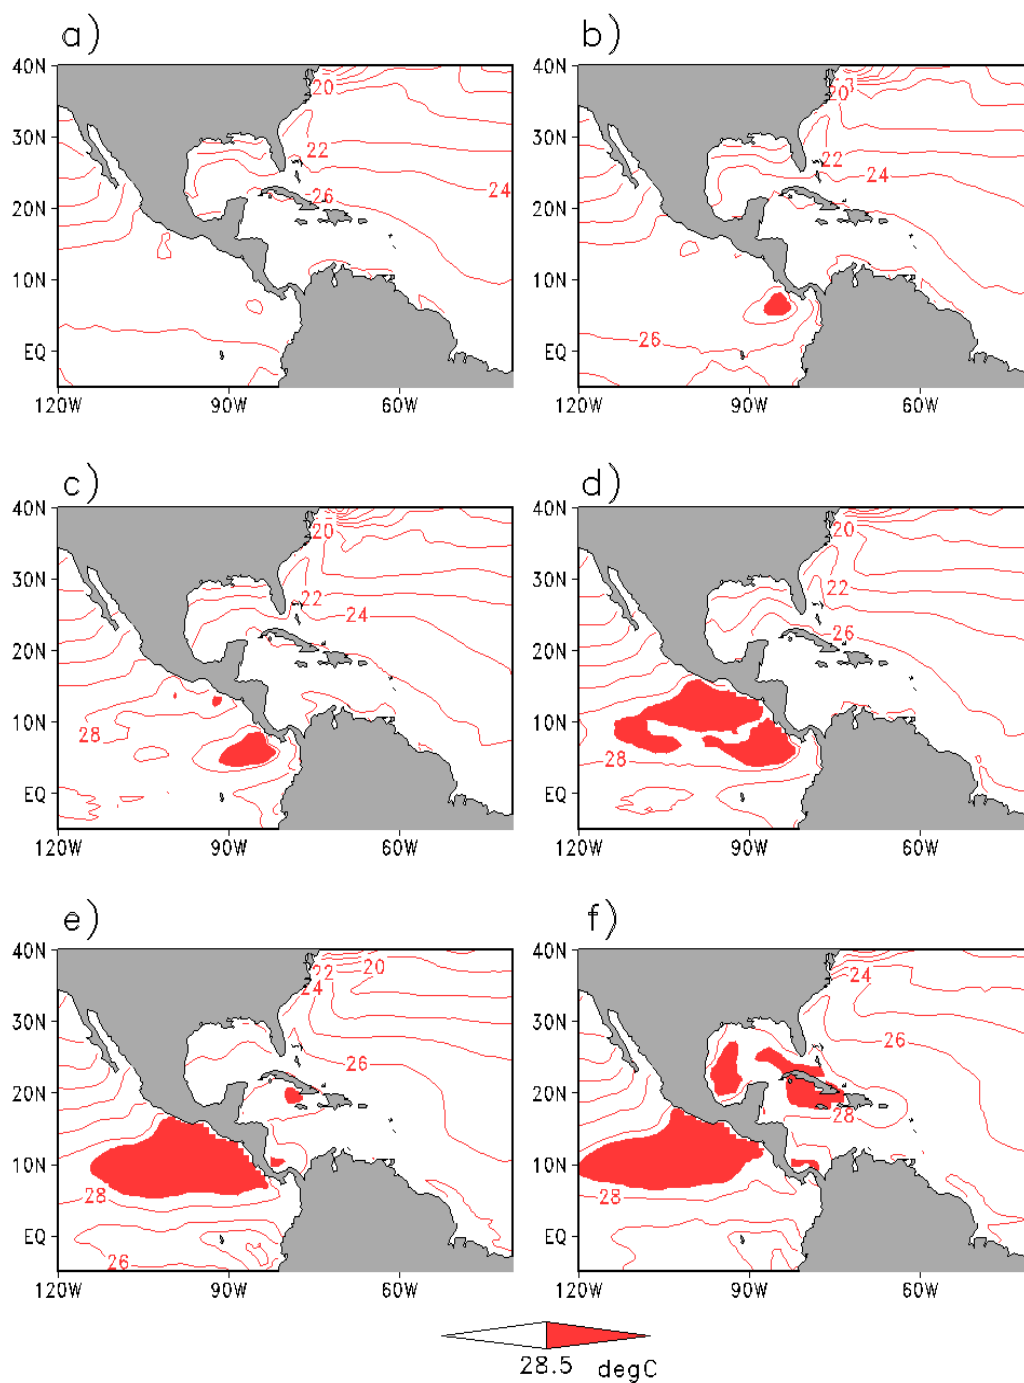 a) b)
40N 20 40N 20
30N 22 30N 22
24 24
26
20N 20N
10N 10N
EQ EQ 26
120W 90W 60W 120W 90W 60W
c) d)
40N 20 40N 20
30N 22 30N 22
24 26
20N 20N
28
10N 10N
28
EQ EQ
120W 90W 60W 120W 90W 60W
e) f)
40N 22 20 40N 24
24
30N 30N
26 26
20N 20N
28
10N 10N
28 28
EQ EQ
26
120W 90W 60W 120W 90W 60W
28.5 degC